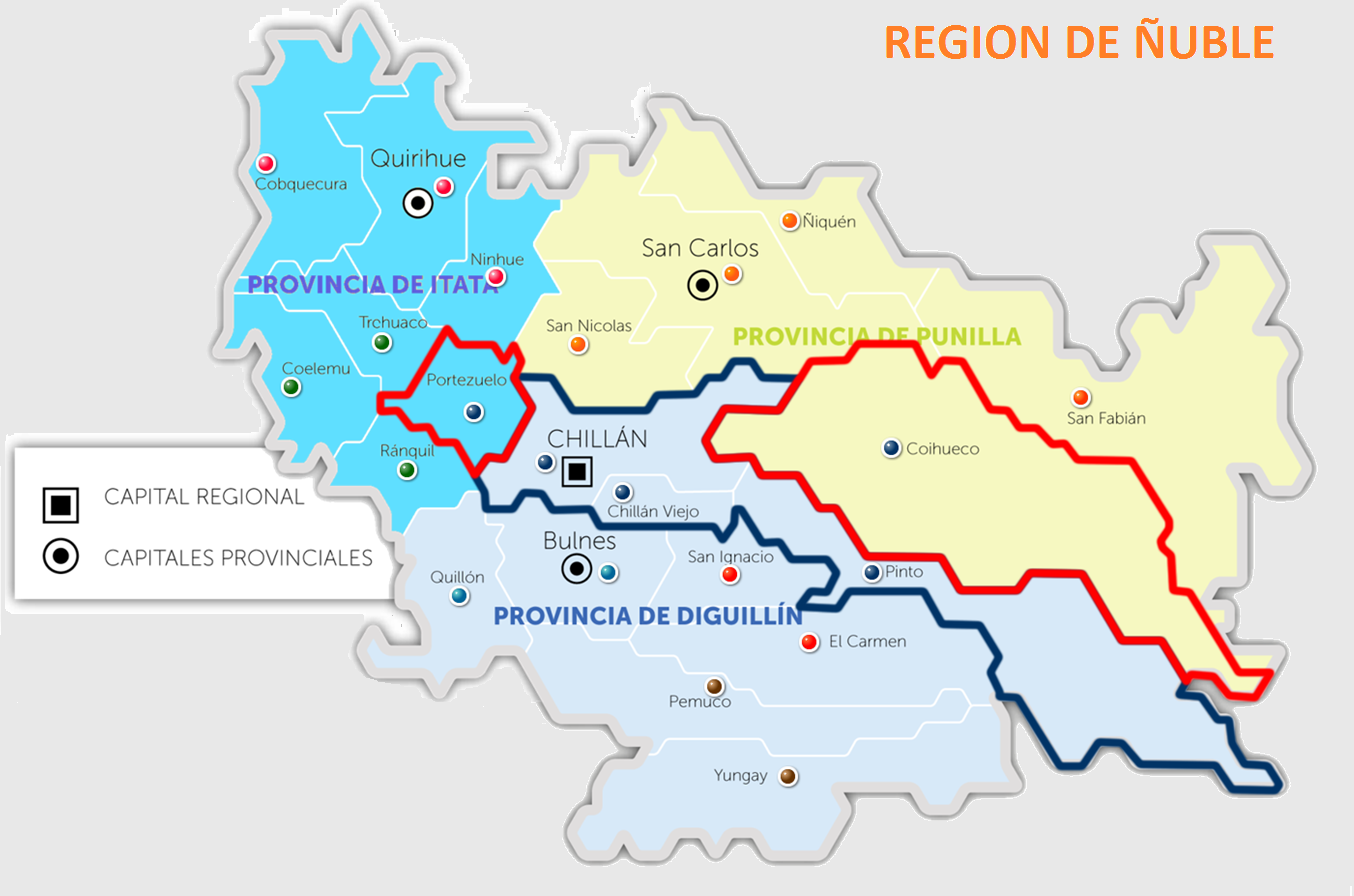 REGION DE ÑUBLE
Quirihue
Cobquecura
Ninhue
PROVINCIA DE ITATA
Trehuaco
Coelemu
Portezuelo
Ránquil
Ñiquén
San Carlos
San Nicolas
PROVINCIA DE PUNILLA
San Fabián
Coihueco
CHILLÁN
Chillán Viejo
Bulnes
San Ignacio
Pinto
Quillón
PROVINCIA DE DIGUILLÍN
El Carmen
Pemuco
Yungay
CAPITAL REGIONAL
CAPITALES PROVINCIALES